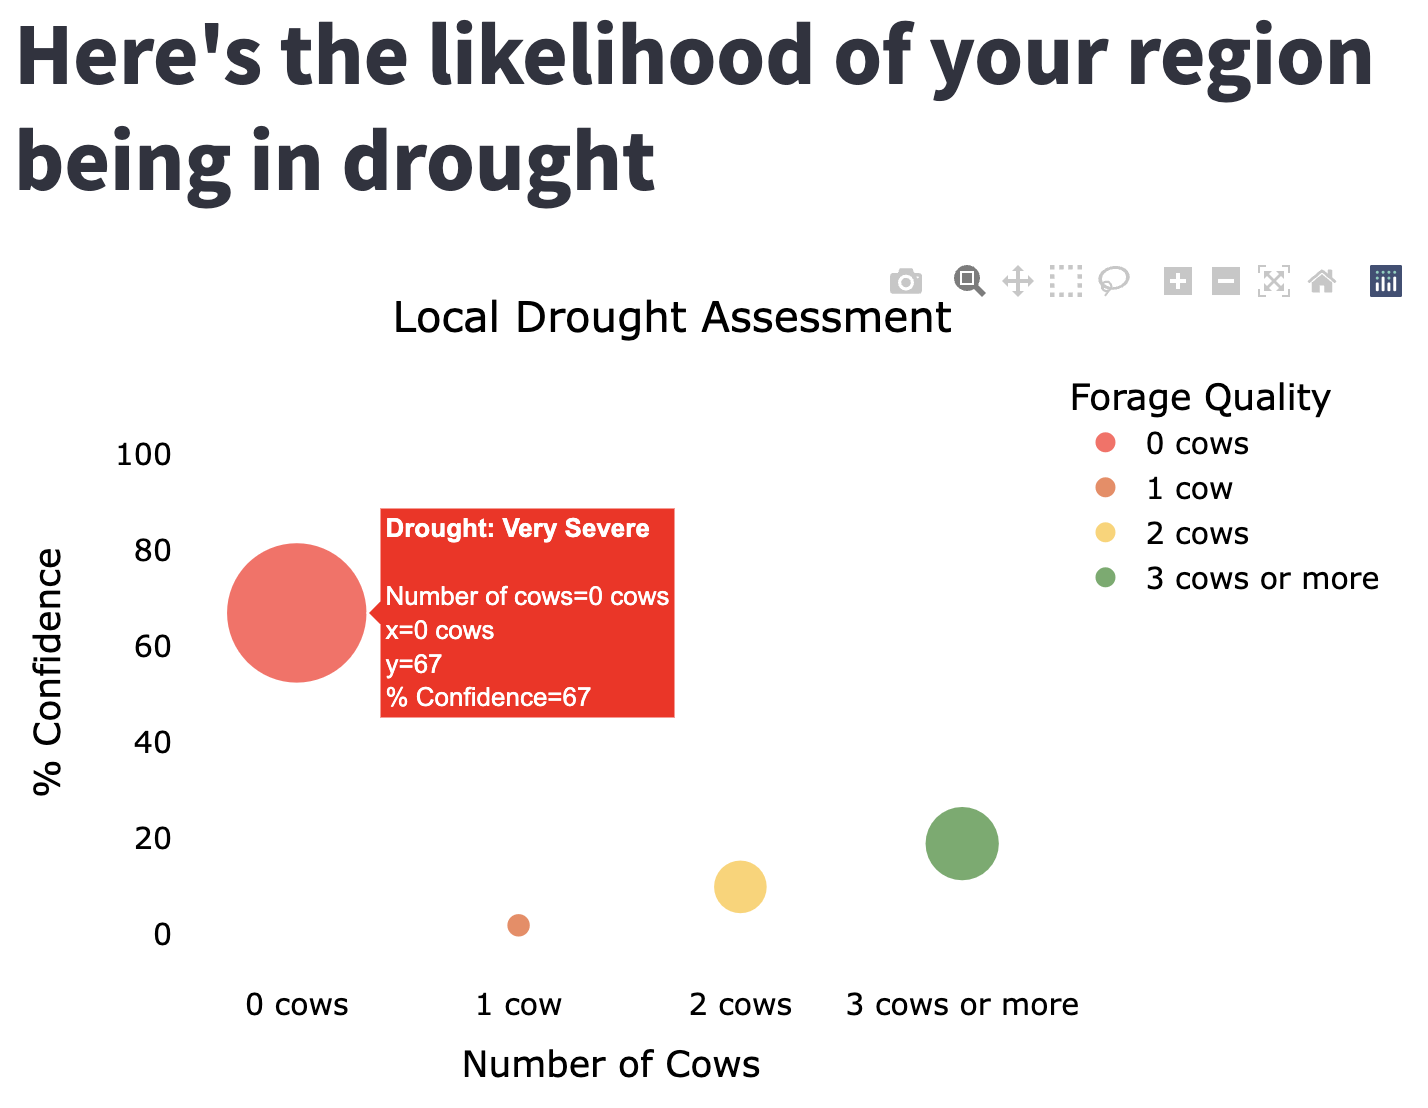 Here's the likelihood of your region
being in drought
Local Drought Assessment
Forage Quality
0 cows
1 cow
2 cows
3 cows or more
% Confidence
100
80
60
40
20
0
Drought: Very Severe
Number of cows=0 cows
x=0 cows
y=67
% Confidence=67
0 cows
1 cow
2 cows
3 cows or more
Number of Cows